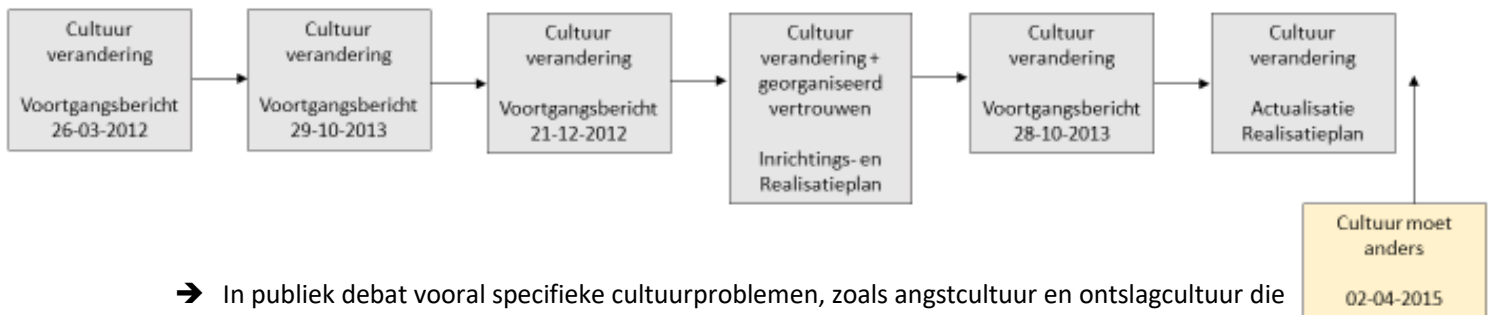 Cultuur
verandering
Voortgangsbericht
26-03-2012
Cultuur
verandering
Voortgangsbericht
29-10-2013
Cultuur
verandering
Voortgangsbericht
21-12-2012
Cultuur
verandering +
georganiseerd
vertrouwen
Inrichtings- en
Realisatieplan
Cultuur
verandering
Voortgangsbericht
28-10-2013
Cultuur
verandering
Actualisatie
Realisatieplan
Cultuur moet
anders
02-04-2015
➔ In publiek debat vooral specifieke cultuurproblemen, zoals angstcultuur en ontslagcultuur die